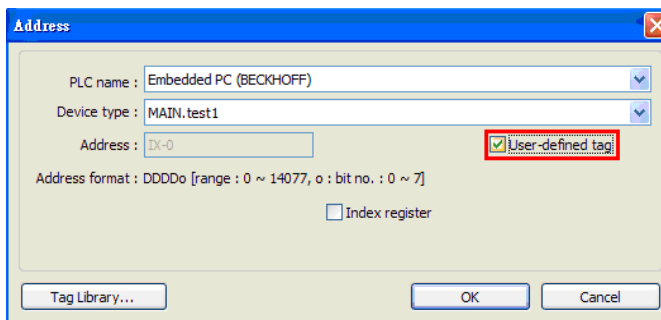 Address
PLC name : Embedded PC (BECKHOFF)
Device type : MAIN.test1
Address : IX-0 User-defined tag
Address format : DDDDo [range : 0 ~ 14077, o : bit no. : 0 ~ 7]
Index register
Tag Library... OK Cancel